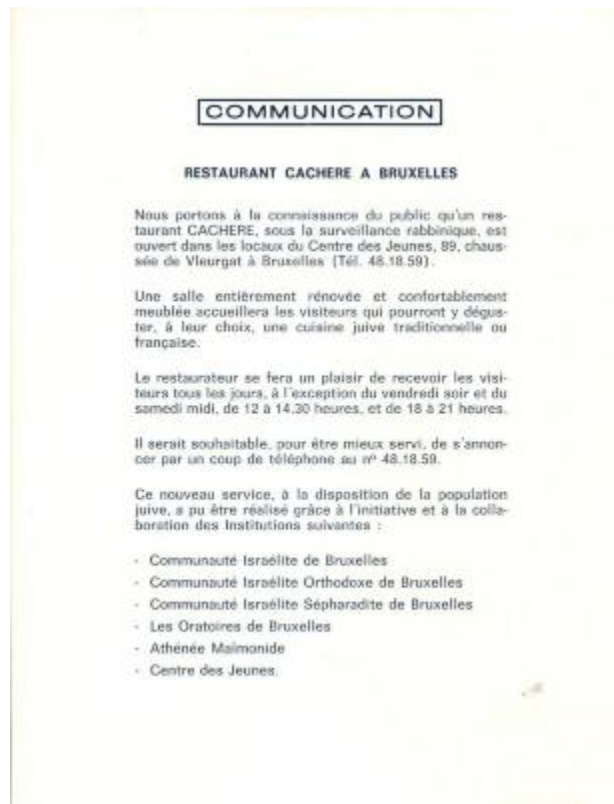 COMMUNICATION
RESTAURANT CACHERE A BRUXELLES
Nous portons à la connaissance du public qu'un res-
taurant CACHERE, sous la surveillance rabbinique, est
ouvert dans les locaux du Centre des Jeunes, 89, chaus-
sée de Vleurgat à Bruxelles (Tél. 48.18.59).
Une salle entièrement rénovée et confortablement
meublée accueillera les visiteurs qui pourront y dégus-
ter, à leur choix, une cuisine juive traditionnelle ou
française.
Le restaurateur se fera un plaisir de recevoir les visi-
teurs tous les jours, à l'exception du vendredi soir et du
samedi midi, de 12 à 14.30 heures, et de 18 à 21 heures.
Il serait souhaitable, pour être mieux servi, de s'annon-
cer par un coup de téléphone au nº 48.18.59.
Ce nouveau service, à la disposition de la population
juive, a pu être réalisé grâce à l'initiative et à la colla-
boration des Institutions suivantes :
- Communauté Israélite de Bruxelles
- Communauté Israélite Orthodoxe de Bruxelles
- Communauté Israélite Sépharadite de Bruxelles
- Les Oratoires de Bruxelles
- Athénée Maïmonide
- Centre des Jeunes.